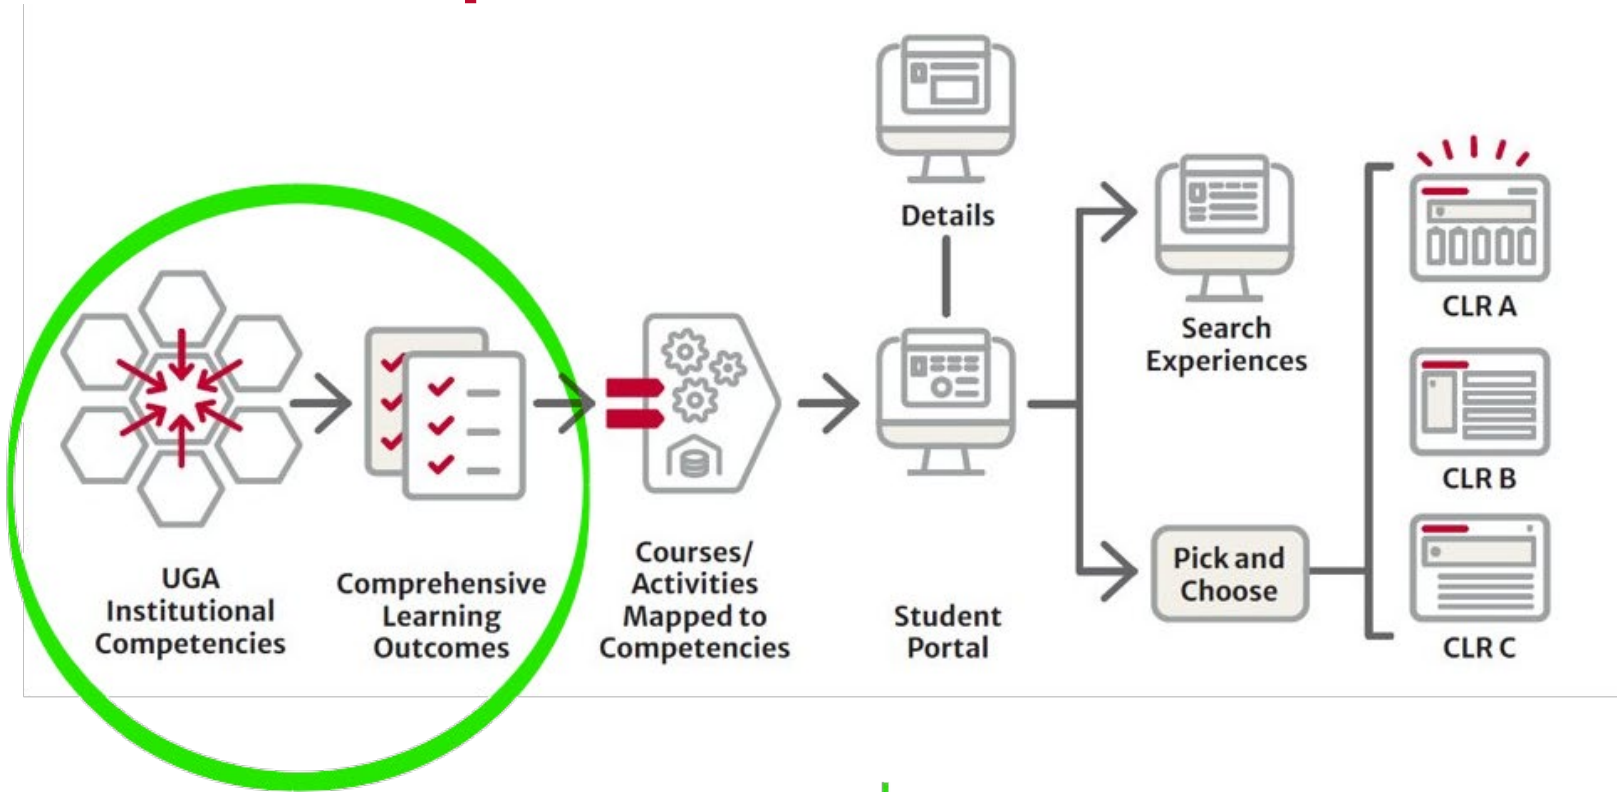 UGA
Institutional
Competencies
Comprehensive
Learning
Outcomes
Courses/
Activities
Mapped to
Competencies
Details
Student
Portal
Search
Experiences
Pick and
Choose
CLR A
CLR B
CLR C